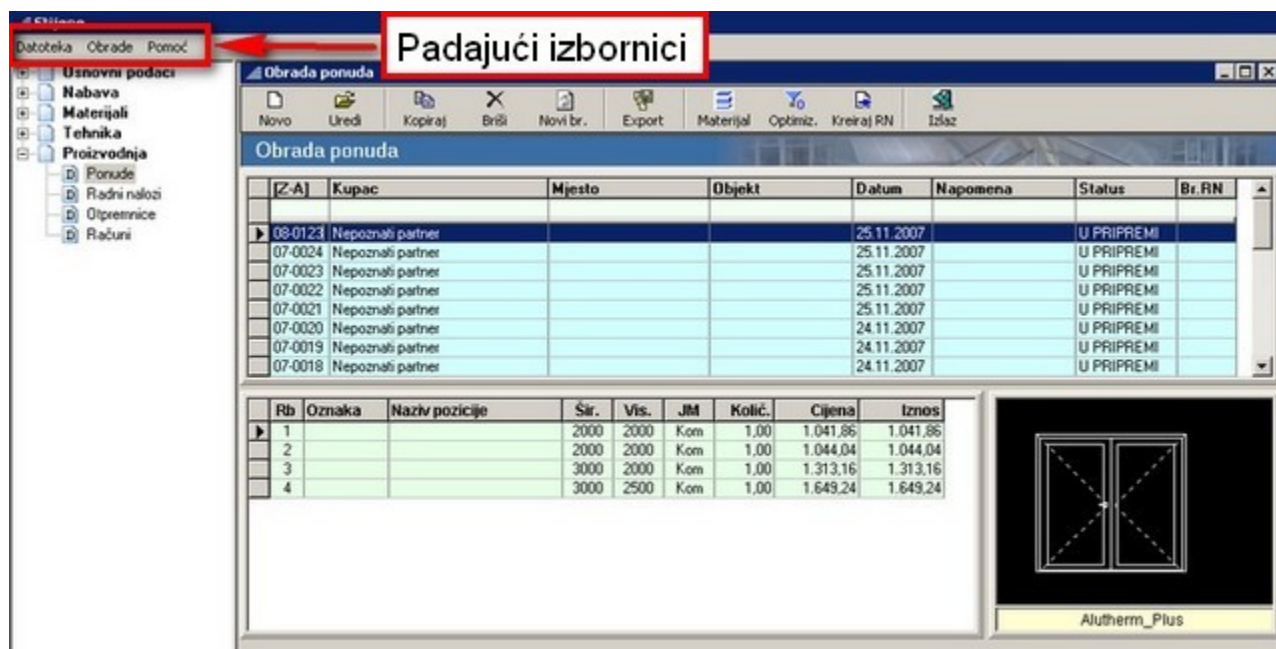 Stijene
Datoteka Obrade Pomoć
Padajući izbornici
Osnovni podaci
Nabava
Materijali
Tehnika
Proizvodnja
Ponude
Radni nalozi
Otpremnice
Računi
Obrada ponuda
Novo Uredi Kopiraj Briši Novi br. Export Materijal Optimiz. Kreiraj RN Izlaz
Obrada ponuda
[Z-A] Kupac Mjesto Objekt Datum Napomena Status Br.RN
08-0123 Nepoznati partner 25.11.2007 U PRIPREMI
07-0024 Nepoznati partner 25.11.2007 U PRIPREMI
07-0023 Nepoznati partner 25.11.2007 U PRIPREMI
07-0022 Nepoznati partner 25.11.2007 U PRIPREMI
07-0021 Nepoznati partner 25.11.2007 U PRIPREMI
07-0020 Nepoznati partner 24.11.2007 U PRIPREMI
07-0019 Nepoznati partner 24.11.2007 U PRIPREMI
07-0018 Nepoznati partner 24.11.2007 U PRIPREMI
Rb Oznaka Naziv pozicije Šir. Vis. JM Količ. Cijena Iznos
1 2000 2000 Kom 1,00 1.041,86 1.041,86
2 2000 2000 Kom 1,00 1.044,04 1.044,04
3 3000 2000 Kom 1,00 1.313,16 1.313,16
4 3000 2500 Kom 1,00 1.649,24 1.649,24
Alutherm_Plus